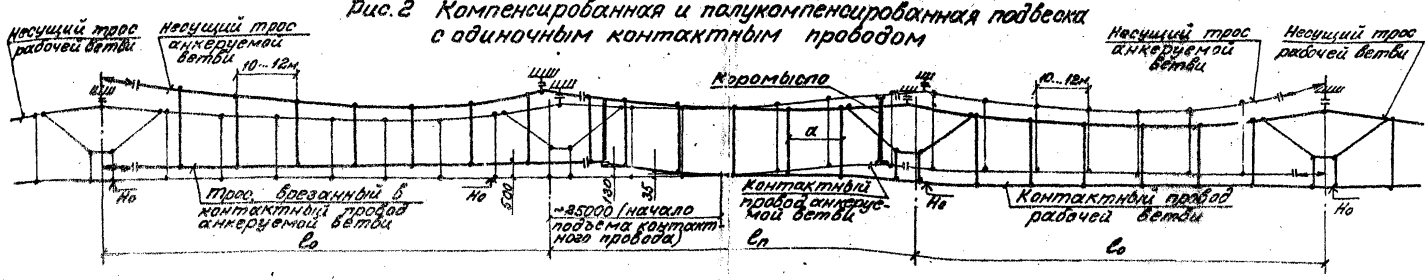 Рис. 2 Компенсированная и полукомпенсированная подвеска
с одиночным контактным проводом
Несущий трос
рабочей ветви
Несущий трос
анкеруемой
ветви
10...12м
Коромысло
а
Несущий трос
анкеруемой
ветви
10...12м
Несущий трос
рабочей ветви
Но
Трос, врезанный в
контактный провод
анкеруемой ветви
Но
500
130
35
~25000 (начало
подъема контакт-
ного провода)
Контактный
провод анкеруе-
мой ветви
Но
Контактный провод
рабочей ветви
Но
ℓо
ℓп
ℓо